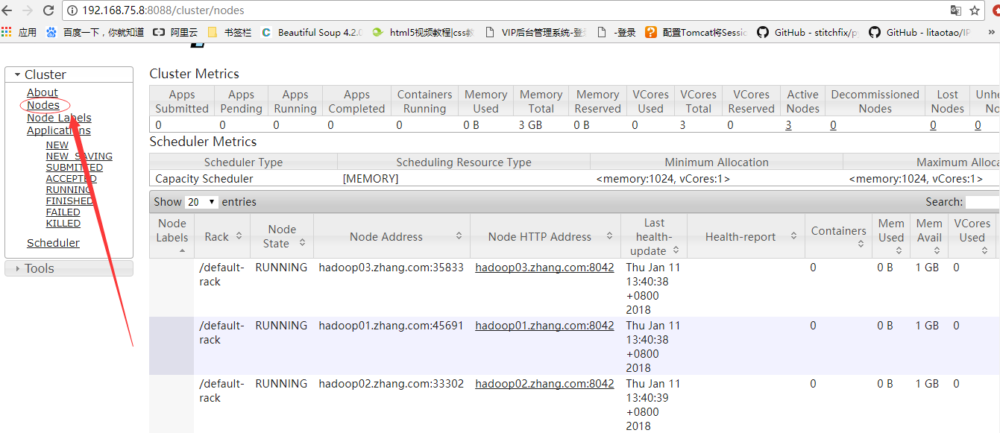 192.168.75.8:8088/cluster/nodes
应用 百度一下，你就知道 阿里云 书签栏 Beautiful Soup 4.2.0 html5视频教程|css教 VIP后台管理系统-登录 -登录 配置Tomcat将Sessio GitHub - stitchfix/py GitHub - litaotao/IP »
Cluster
About
Nodes
Node Labels
Applications
NEW
NEW_SAVING
SUBMITTED
ACCEPTED
RUNNING
FINISHED
FAILED
KILLED
Scheduler
Tools
Cluster Metrics
Apps Apps Apps Apps Containers Memory Memory Memory VCores VCores VCores Active Decommissioned Lost Unhe
Submitted Pending Running Completed Running Used Total Reserved Used Total Reserved Nodes Nodes Nodes No
0 0 0 0 0 0 B 3 GB 0 B 0 3 0 3 0 0 0
Scheduler Metrics
Scheduler Type Scheduling Resource Type Minimum Allocation Maximum Alloca
Capacity Scheduler [MEMORY] <memory:1024, vCores:1> <memory:1024, vCores:1>
Show 20 entries Search:
Node Labels Rack Node State Node Address Node HTTP Address Last health-update Health-report Containers Mem Used Mem Avail VCores Used
/default- RUNNING hadoop03.zhang.com:35833 hadoop03.zhang.com:8042 Thu Jan 11 0 0 B 1 GB 0
rack 13:40:38
+0800
2018
/default- RUNNING hadoop01.zhang.com:45691 hadoop01.zhang.com:8042 Thu Jan 11 0 0 B 1 GB 0
rack 13:40:38
+0800
2018
/default- RUNNING hadoop02.zhang.com:33302 hadoop02.zhang.com:8042 Thu Jan 11 0 0 B 1 GB 0
rack 13:40:39
+0800
2018